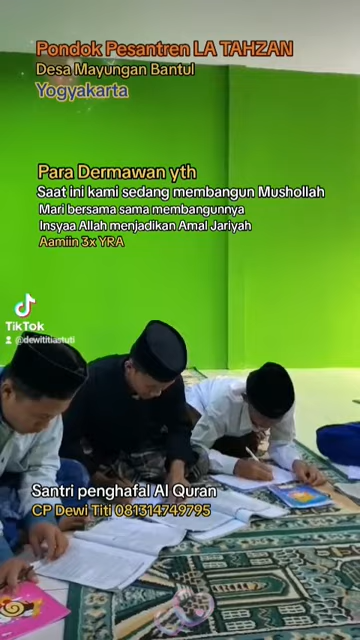 Pondok Pesantren LA TAHZAN
Desa Mayungan Bantul
Yogyakarta
Para Dermawan yth
Saat ini kami sedang membangun Mushollah
Mari bersama sama membangunnya
Insyaa Allah menjadikan Amal Jariyah
Aamiin 3x YRA
TikTok
@dewititiastuti
Santri penghafal Al Quran
CP Dewi Titi 081314749795